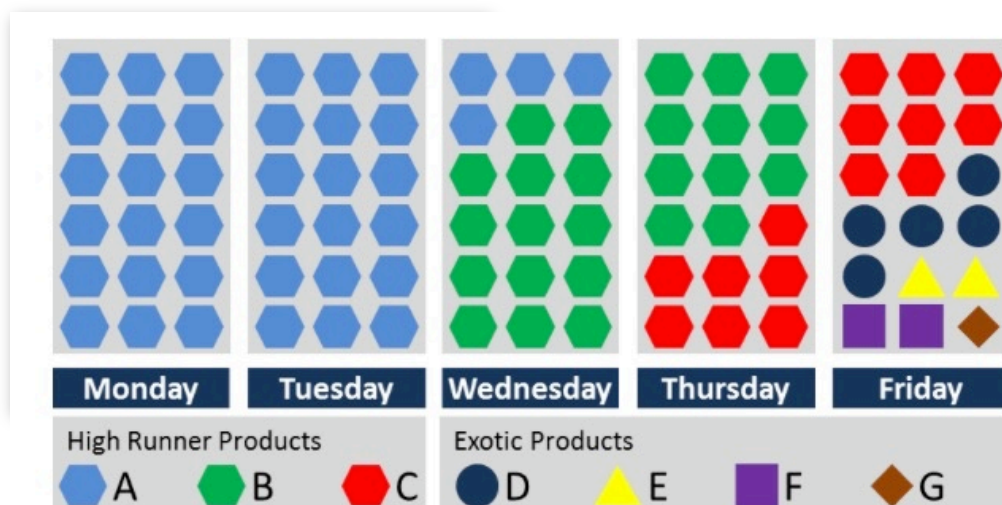 Monday Tuesday Wednesday Thursday Friday
High Runner Products
A B C
Exotic Products
D E F G